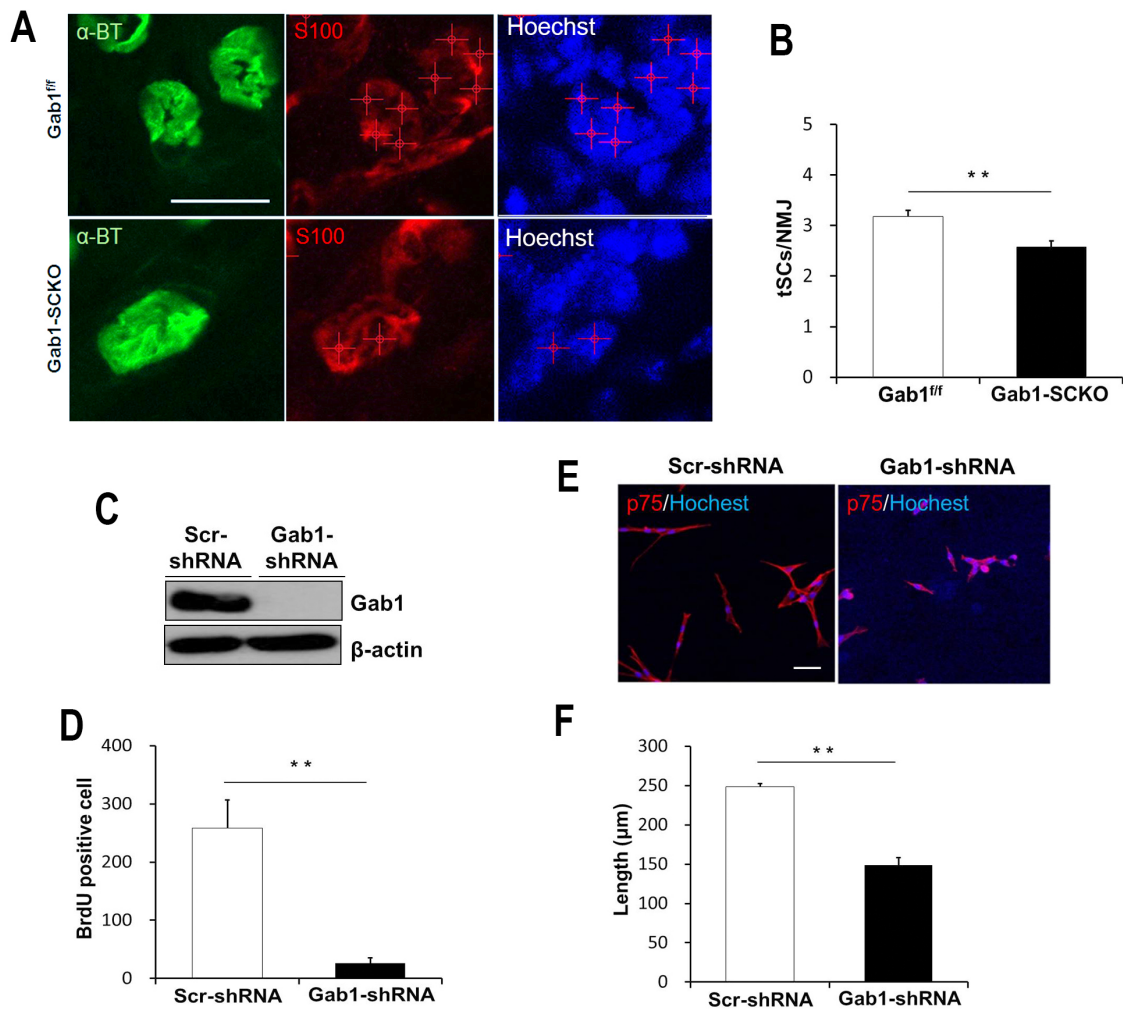 A
α-BT
S100
Hoechst
Gab1f/f
α-BT
S100
Hoechst
Gab1-SCKO
B
tSCs/NMJ
5
4
3
2
1
0
* *
Gab1f/f
Gab1-SCKO
C
Scr-
shRNA
Gab1-
shRNA
Gab1
β-actin
D
BrdU positive cell
400
300
200
100
0
* *
Scr-shRNA
Gab1-shRNA
E
Scr-shRNA
Gab1-shRNA
p75/Hochest
p75/Hochest
F
Length (µm)
300
250
200
150
100
50
0
* *
Scr-shRNA
Gab1-shRNA